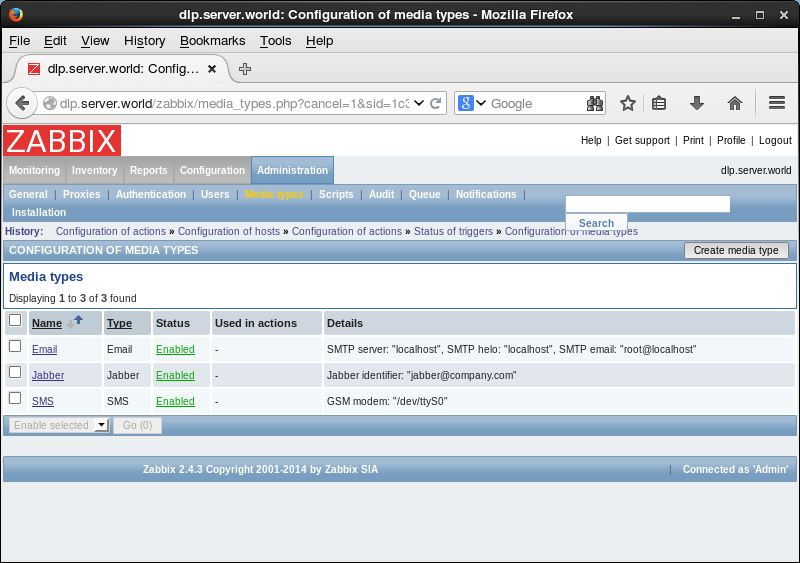 dlp.server.world: Configuration of media types - Mozilla Firefox
File Edit View History Bookmarks Tools Help
dlp.server.world: Config...
dlp.server.world/zabbix/media_types.php?cancel=1&sid=1c3 Google
ZABBIX
Help | Get support | Print | Profile | Logout
Monitoring Inventory Reports Configuration Administration dlp.server.world
General | Proxies | Authentication | Users | Media types | Scripts | Audit | Queue | Notifications |
Installation
Search
History: Configuration of actions » Configuration of hosts » Configuration of actions » Status of triggers » Configuration of media types
CONFIGURATION OF MEDIA TYPES Create media type
Media types
Displaying 1 to 3 of 3 found
Name Type Status Used in actions Details
Email Email Enabled - SMTP server: "localhost", SMTP helo: "localhost", SMTP email: "root@localhost"
Jabber Jabber Enabled - Jabber identifier: "jabber@company.com"
SMS SMS Enabled - GSM modem: "/dev/ttyS0"
Enable selected Go (0)
Zabbix 2.4.3 Copyright 2001-2014 by Zabbix SIA | Connected as 'Admin'